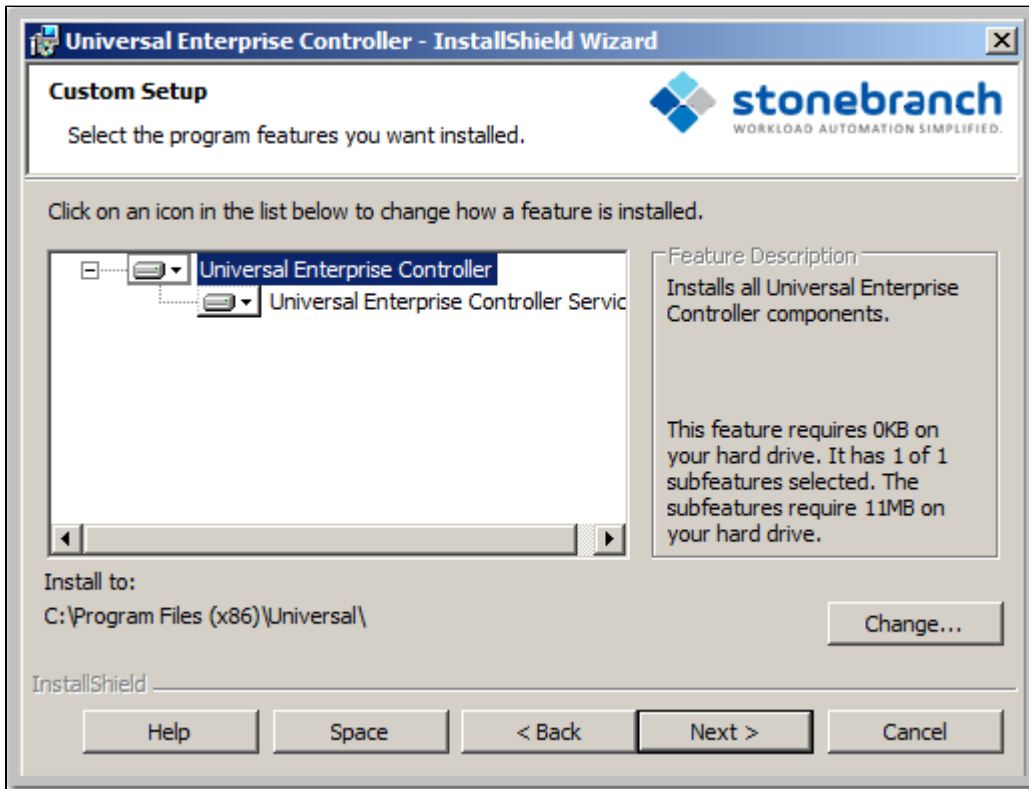 Universal Enterprise Controller - InstallShield Wizard
Custom Setup
Select the program features you want installed.
stonebranch
WORKLOAD AUTOMATION SIMPLIFIED.
Click on an icon in the list below to change how a feature is installed.
Universal Enterprise Controller
Universal Enterprise Controller Servic
Feature Description
Installs all Universal Enterprise
Controller components.
This feature requires 0KB on
your hard drive. It has 1 of 1
subfeatures selected. The
subfeatures require 11MB on
your hard drive.
Install to:
C:\Program Files (x86)\Universal\
Change...
InstallShield
Help
Space
< Back
Next >
Cancel